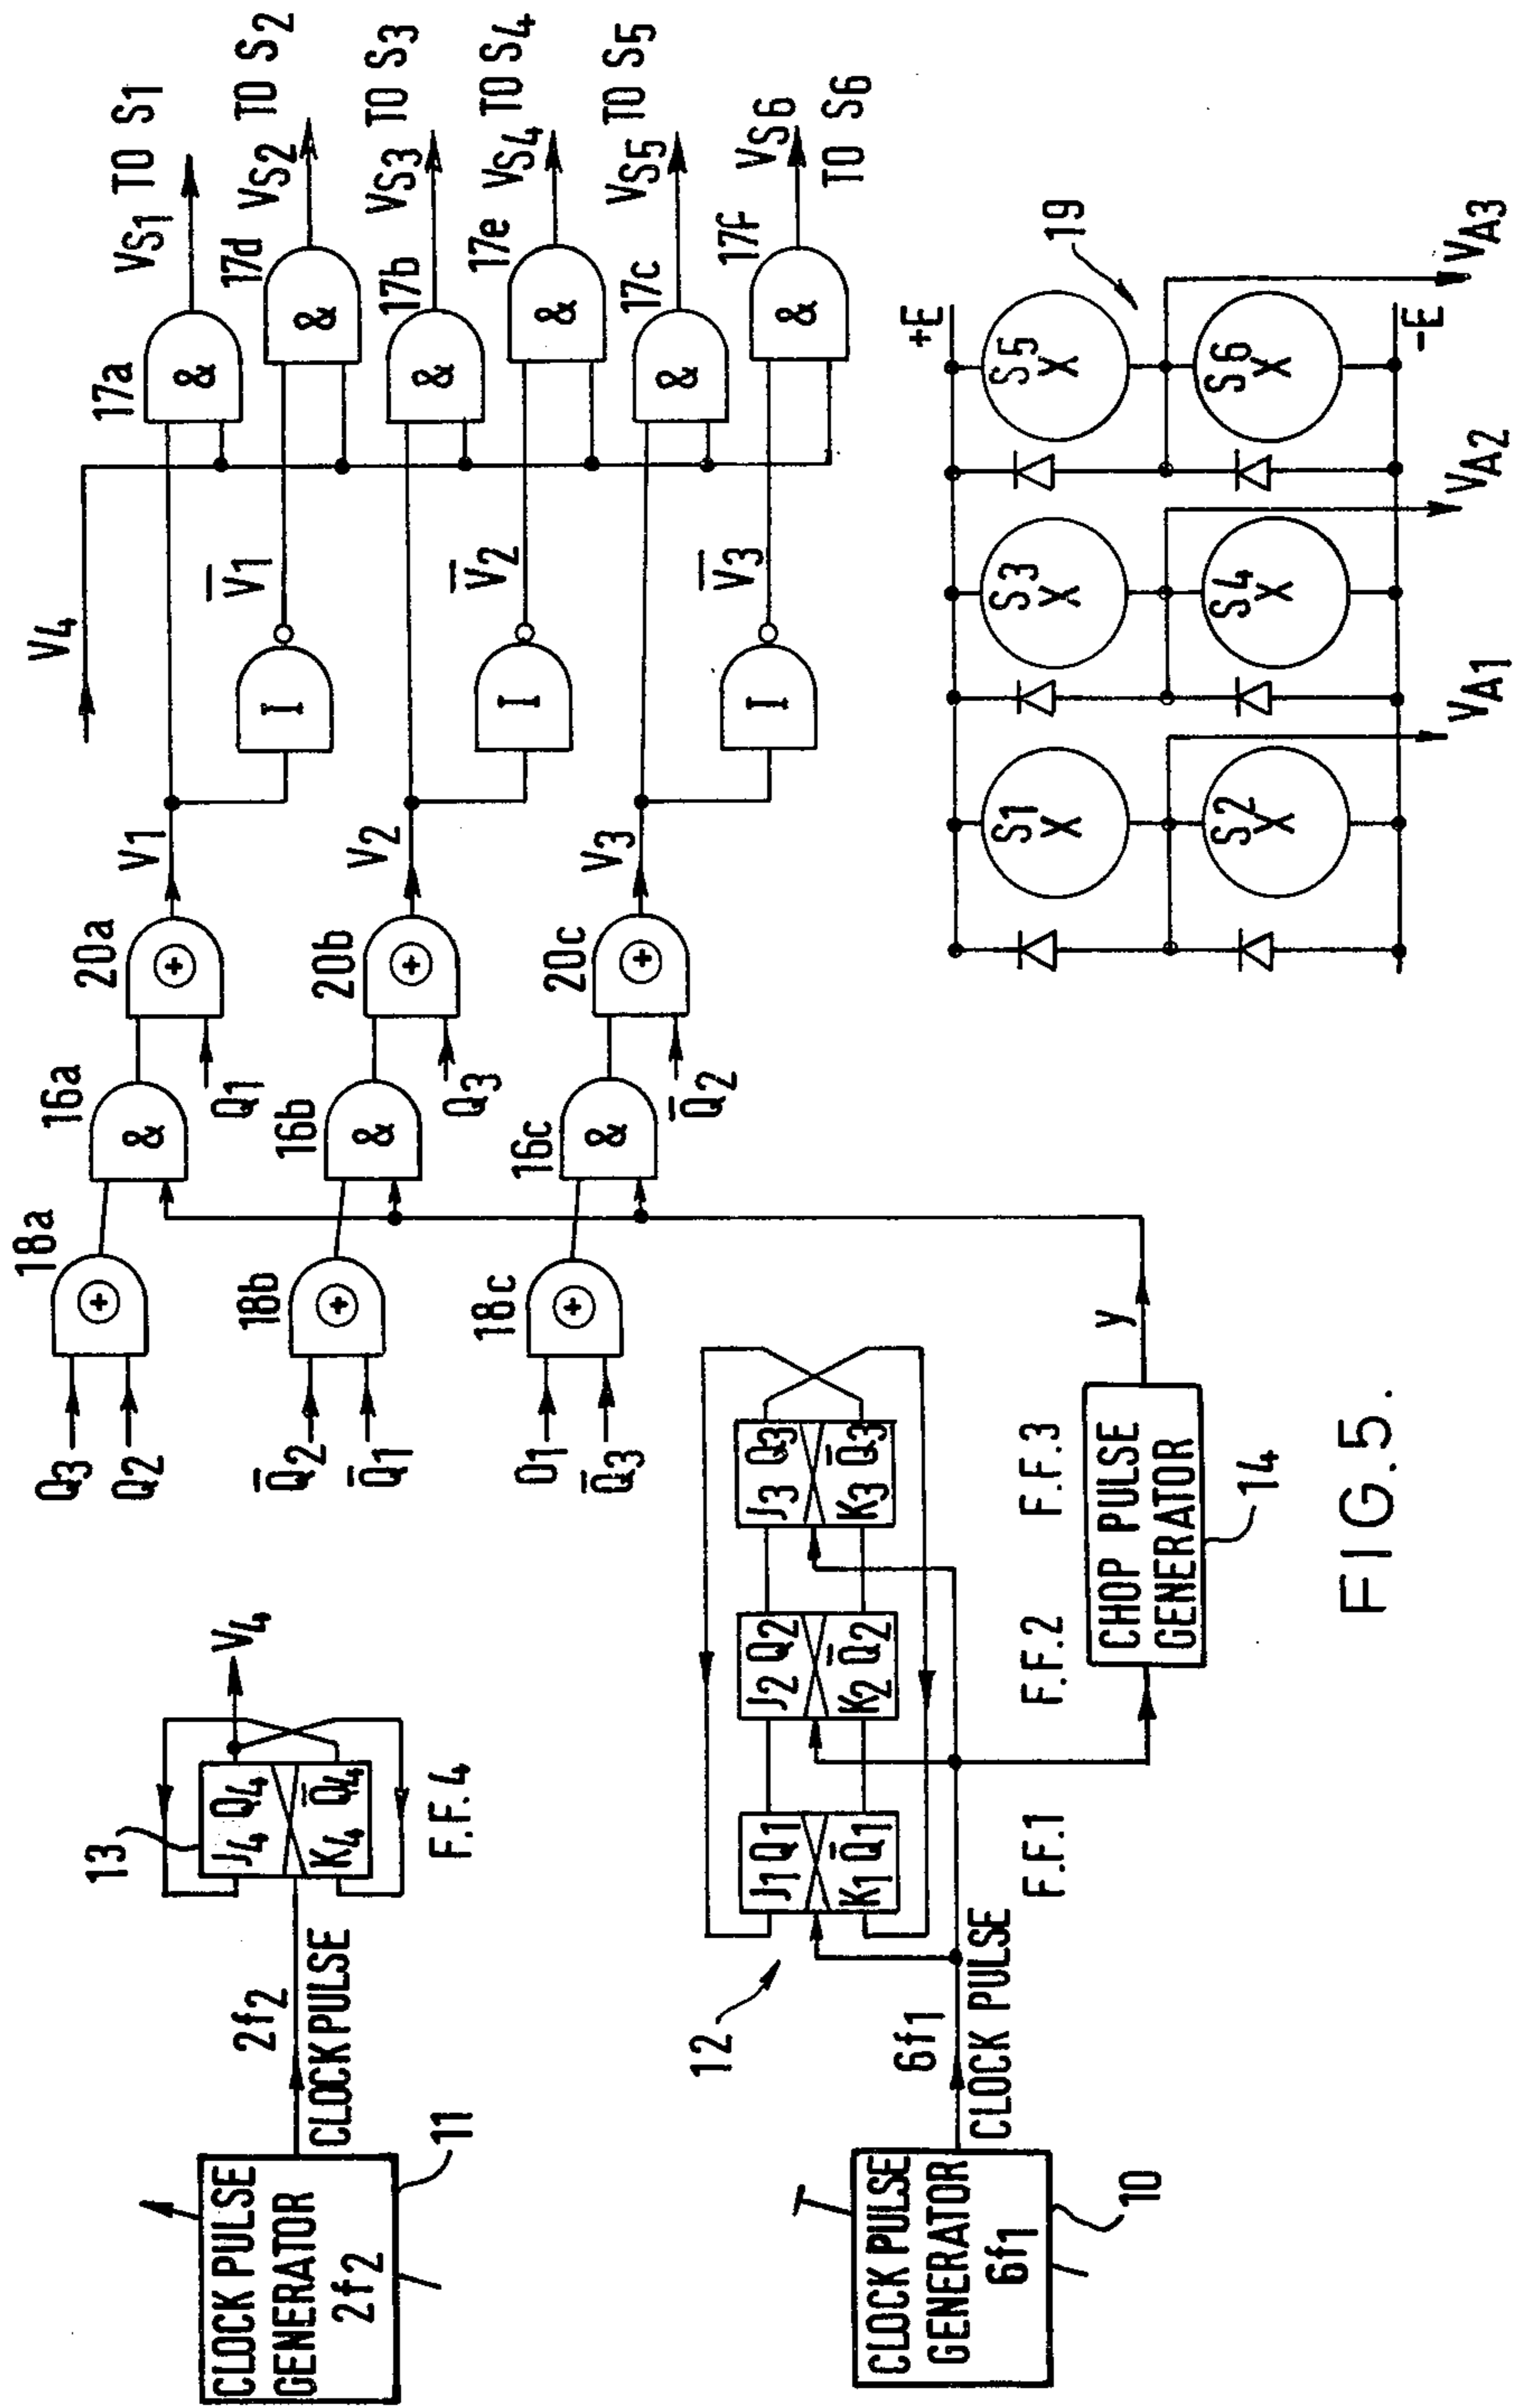 CLOCK PULSE
GENERATOR
2f2
11
2f2
CLOCK PULSE
13
J4 Q4
K4 Q̅4
F.F.4
V4
CLOCK PULSE
GENERATOR
6f1
10
6f1
CLOCK PULSE
12
J1 Q1
K1 Q̅1
F.F.1
J2 Q2
K2 Q̅2
F.F.2
J3 Q3
K3 Q̅3
F.F.3
CHOP PULSE
GENERATOR
14
y
Q3
Q2
18a
16a
&
Q1
20a
V1
Q̅2
Q̅1
18b
16b
&
Q3
20b
V2
O1
Q̅3
18c
16c
&
Q̅2
20c
V3
V4
I
V̅1
I
V̅2
I
V̅3
17a
&
VS1 TO S1
17d
&
VS2 TO S2
17b
&
VS3 TO S3
17e
&
VS4 TO S4
17c
&
VS5 TO S5
17f
&
VS6
TO S6
+E
S1
X
S3
X
S5
X
19
S2
X
S4
X
S6
X
-E
VA1
VA2
VA3
FIG.5.